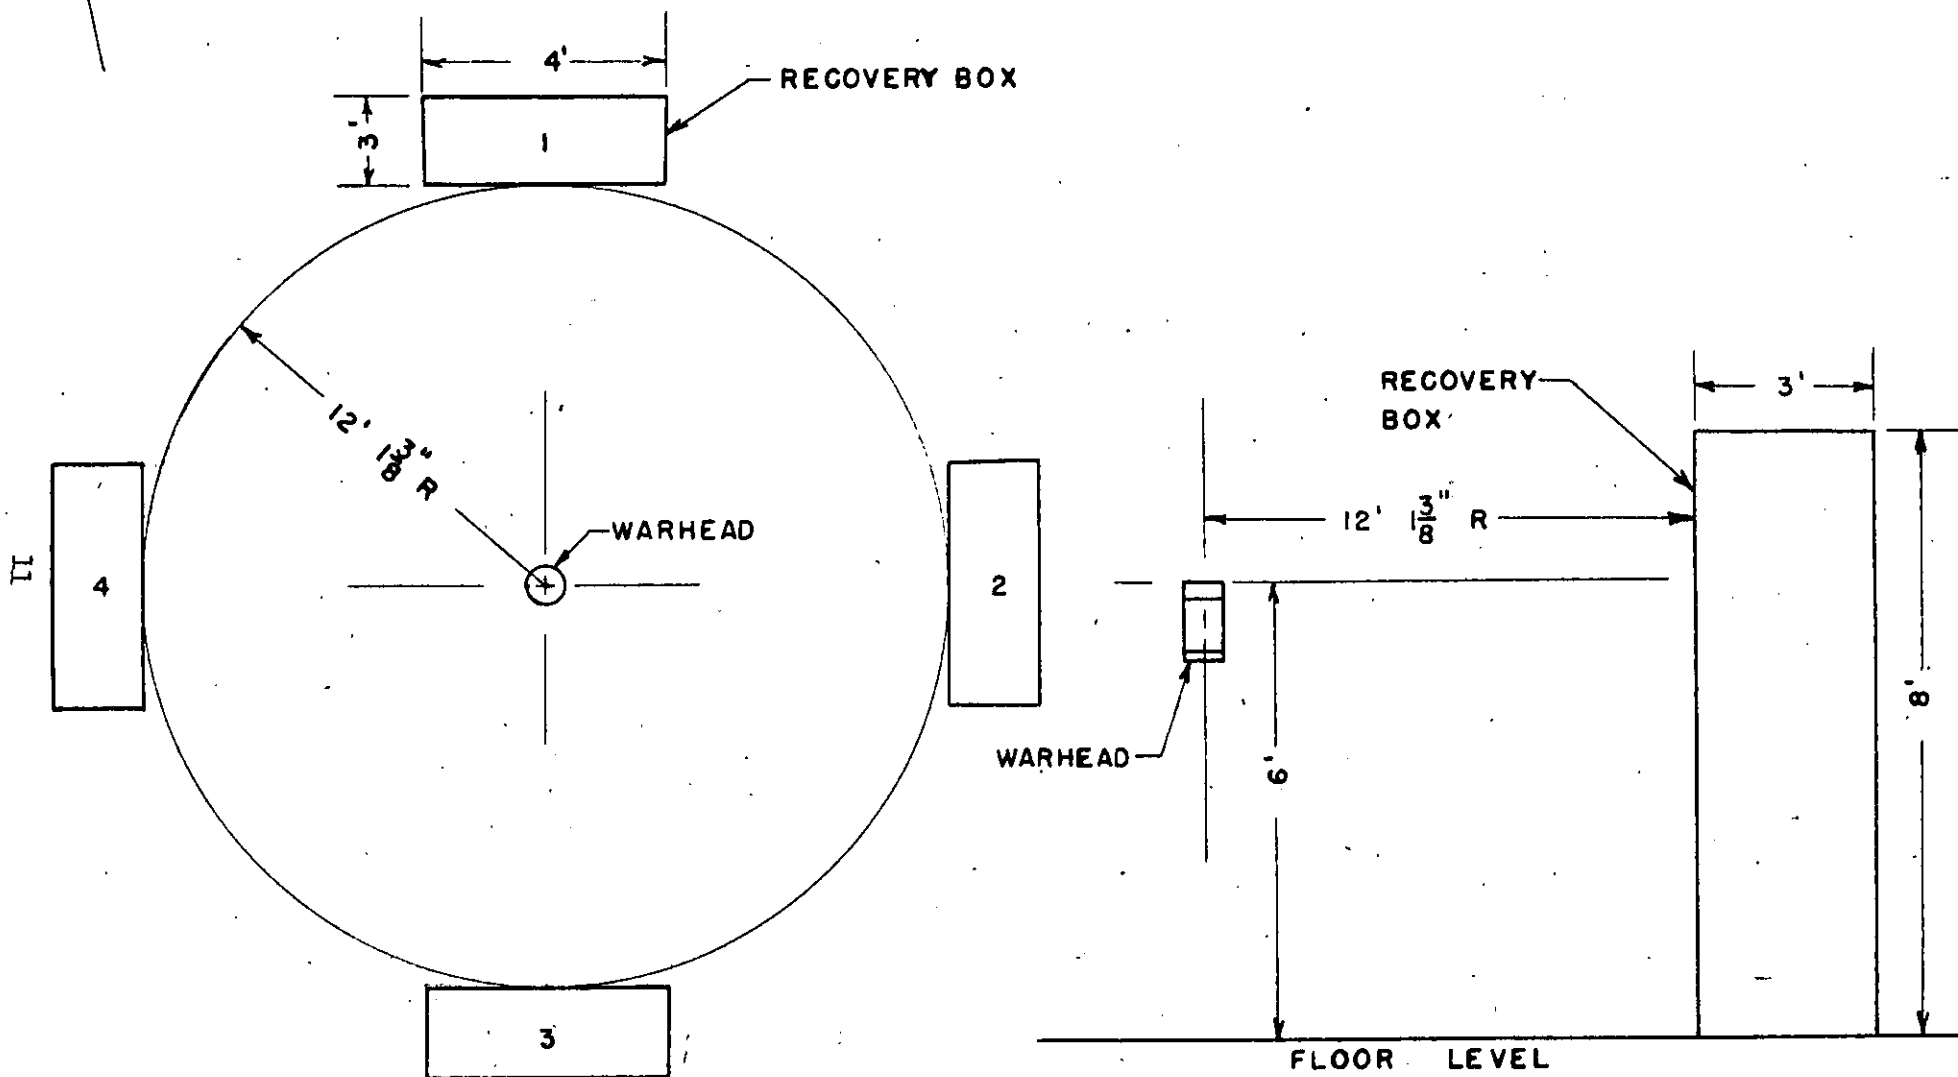 4'
RECOVERY BOX
3'
1
12' 1 3/8" R
WARHEAD
4
2
11
3
RECOVERY
BOX
3'
12' 1 3/8" R
WARHEAD
6'
8'
FLOOR LEVEL